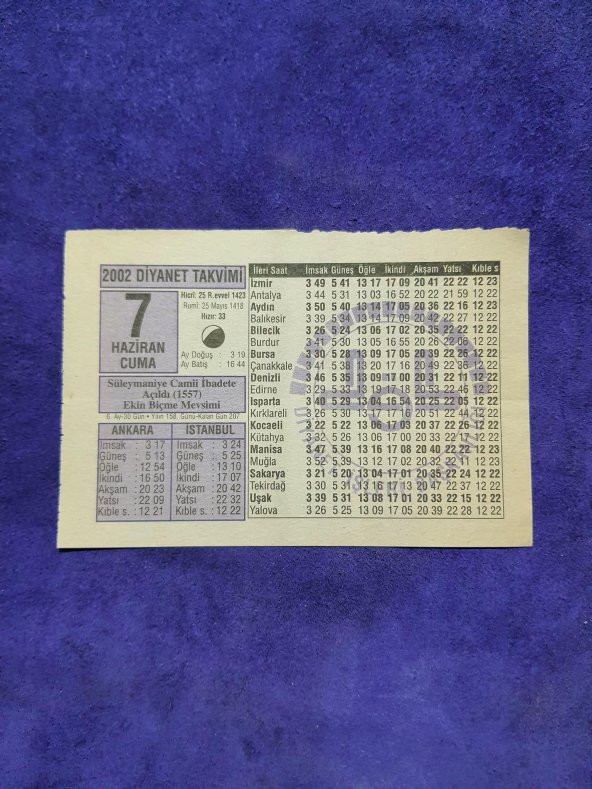 2002 DİYANET TAKVİMİ
7
HAZİRAN
CUMA
Hicrî: 25 R.evvel 1423
Rumî: 25 Mayıs 1418
Hızır: 33
Ay Doğuş : 3 19
Ay Batış : 16 44
Süleymaniye Camii İbadete
Açıldı (1557)
Ekin Biçme Mevsimi
6. Ay-30 Gün • Yılın 158. Günü-Kalan Gün 207
ANKARA
İmsak : 3 17
Güneş : 5 13
Öğle : 12 54
İkindi : 16 50
Akşam : 20 23
Yatsı : 22 09
Kıble s. : 12 21
İSTANBUL
İmsak : 3 24
Güneş : 5 25
Öğle : 13 10
İkindi : 17 07
Akşam : 20 42
Yatsı : 22 32
Kıble s. : 12 22
İleri Saat İmsak Güneş Öğle İkindi Akşam Yatsı Kıble s
İzmir 3 49 5 41 13 17 17 09 20 41 22 22 12 23
Antalya 3 44 5 31 13 03 16 52 20 22 21 59 12 22
Aydın 3 50 5 40 13 14 17 05 20 36 22 16 12 23
Balıkesir 3 39 5 34 13 14 17 09 20 42 22 27 12 22
Bilecik 3 26 5 24 13 06 17 02 20 35 22 22 12 22
Burdur 3 41 5 30 13 05 16 55 20 26 22 06 12 22
Bursa 3 30 5 28 13 09 17 05 20 39 22 26 12 22
Çanakkale 3 41 5 38 13 20 17 16 20 49 12 22
Denizli 3 46 5 35 13 09 17 00 20 31 22 11 12 22
Edirne 3 29 5 33 13 18 17 18 20 53 22 46 12 22
Isparta 3 40 5 29 13 04 16 54 20 25 22 05 12 22
Kırklareli 3 26 5 30 13 16 17 15 20 50 12 22
Kocaeli 3 22 5 22 13 06 17 03 20 37 22 26 12 22
Kütahya 3 32 5 26 13 06 17 00 20 33 12 22
Manisa 3 47 5 39 13 16 17 08 20 40 22 22 12 22
Muğla 3 52 5 39 13 12 17 02 20 32 22 11 12 23
Sakarya 3 21 5 20 13 04 17 01 20 35 22 24 12 22
Tekirdağ 3 30 5 31 13 16 17 13 20 47 22 37 12 22
Uşak 3 39 5 31 13 08 17 01 20 33 22 15 12 22
Yalova 3 26 5 25 13 09 17 05 20 39 22 28 12 22